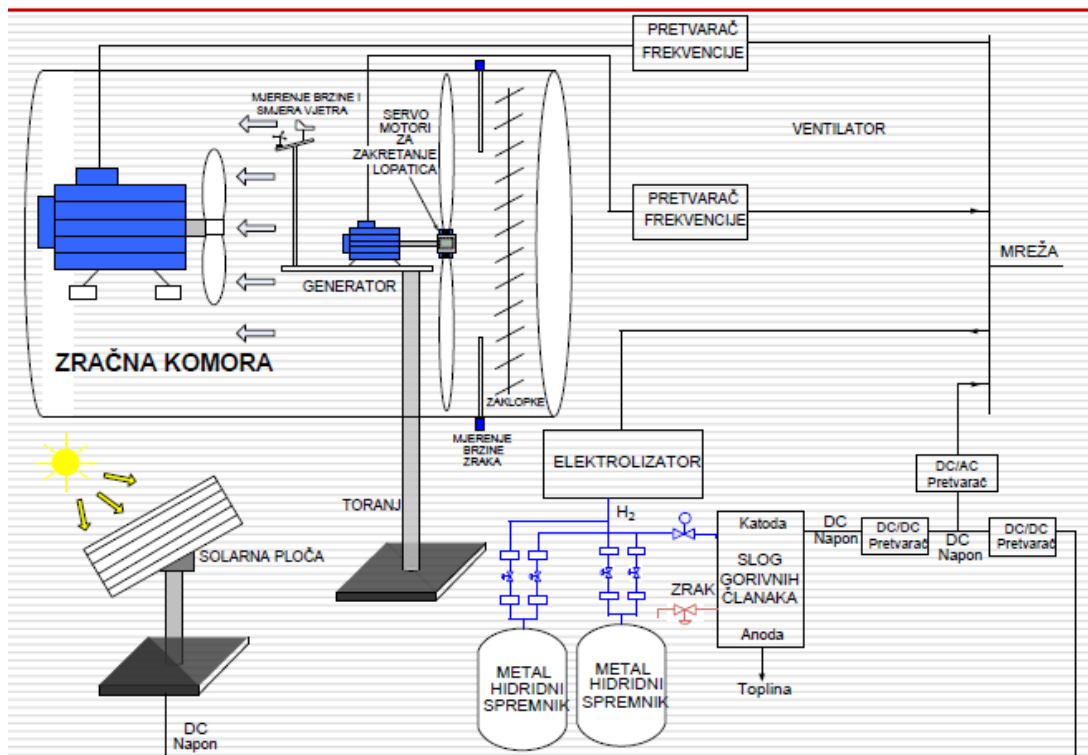 PRETVARAČ
FREKVENCIJE
MJERENJE BRZINE I
SMJERA VJETRA
SERVO
MOTORI
ZA
ZAKRETANJE
LOPATICA
VENTILATOR
PRETVARAČ
FREKVENCIJE
MREŽA
GENERATOR
ZRAČNA KOMORA
ZAKLOPKE
MJERENJE
BRZINE
ZRAKA
ELEKTROLIZATOR
DC/AC
Pretvarač
TORANJ
H2
Katoda
DC
Napon
DC/DC
Pretvarač
DC
Napon
DC/DC
Pretvarač
SOLARNA PLOČA
SLOG
GORIVNIH
ČLANAKA
ZRAK
Anoda
METAL
HIDRIDNI
SPREMNIK
METAL
HIDRIDNI
SPREMNIK
Toplina
DC
Napon